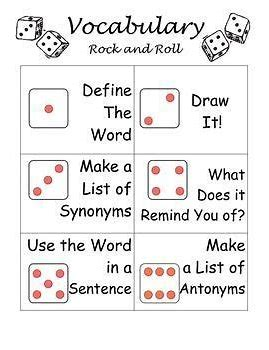 Vocabulary
Rock and Roll
Define
The
Word
Draw
It!
Make a
List of
Synonyms
What
Does it
Remind You of?
Use the Word
in a
Sentence
Make
a List of
Antonyms